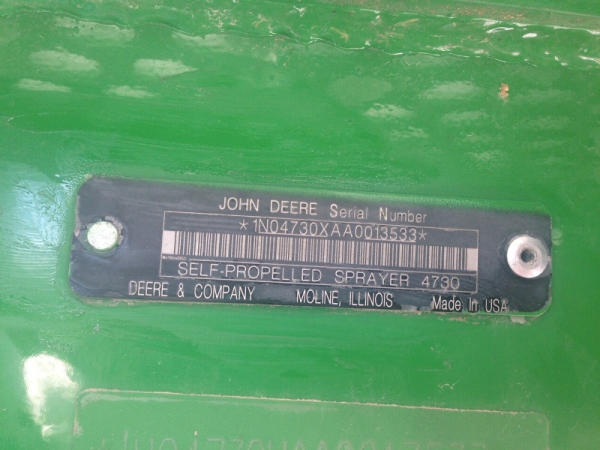 JOHN DEERE Serial Number
*1N04730XAA0013533*
SELF-PROPELLED SPRAYER 4730
DEERE & COMPANY MOLINE, ILLINOIS Made In USA